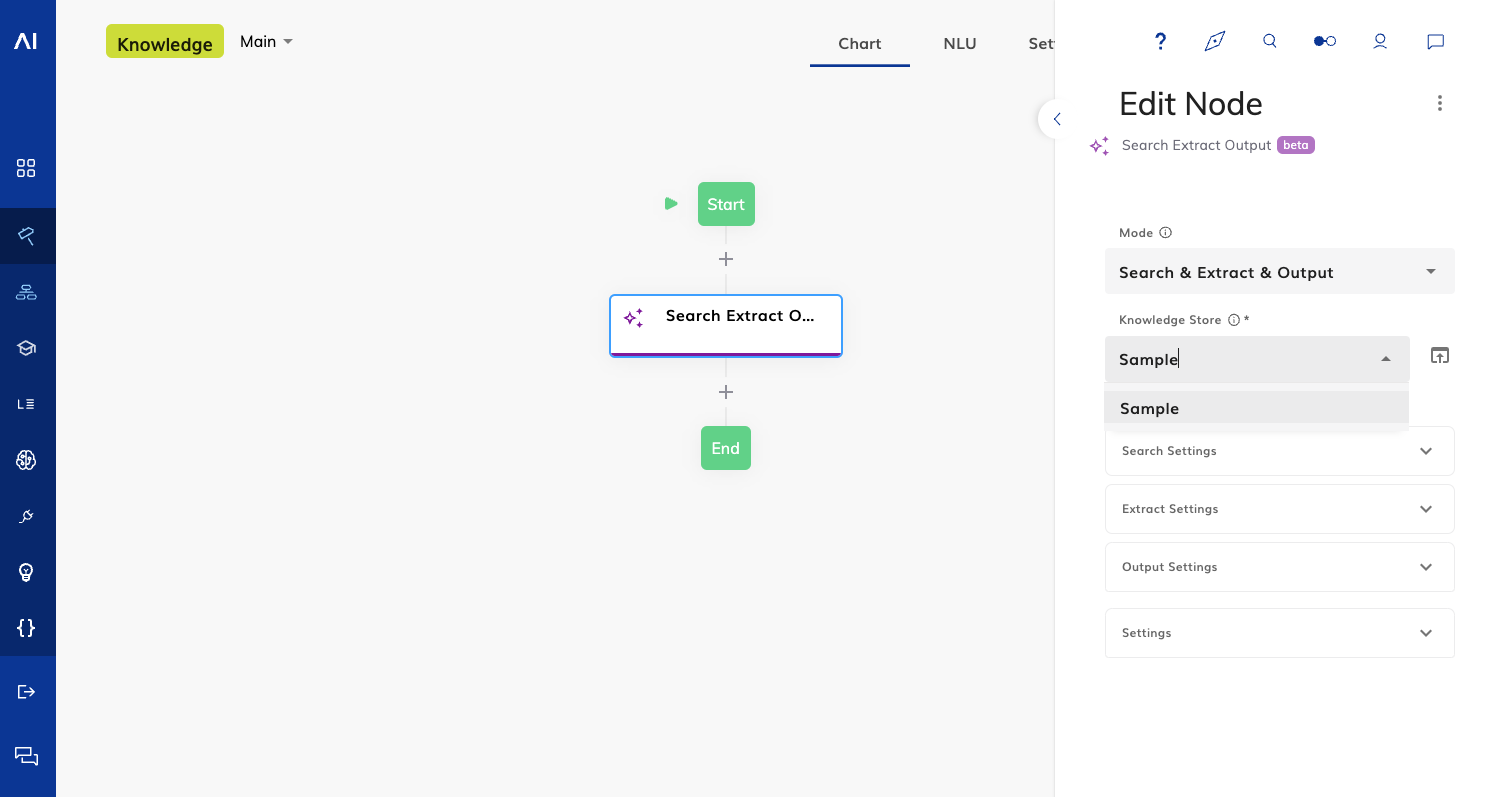 AI
Knowledge
Main
Chart
NLU
Set
?
Edit Node
Search Extract Output beta
Start
Mode
Search & Extract & Output
Search Extract O...
Knowledge Store *
Sample
Sample
End
Search Settings
Extract Settings
Output Settings
Settings